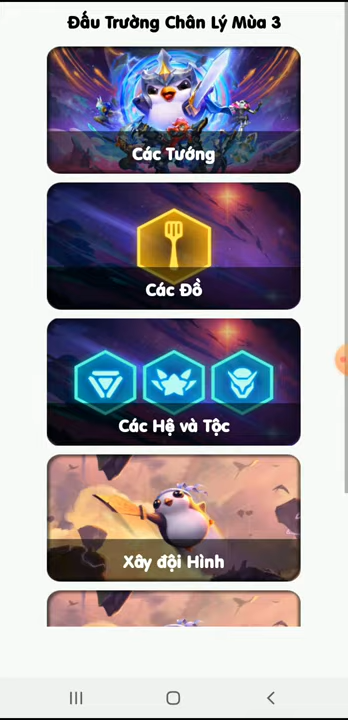 Đấu Trường Chân Lý Mùa 3
Các Tướng
Các Đồ
Các Hệ và Tộc
Xây đội Hình